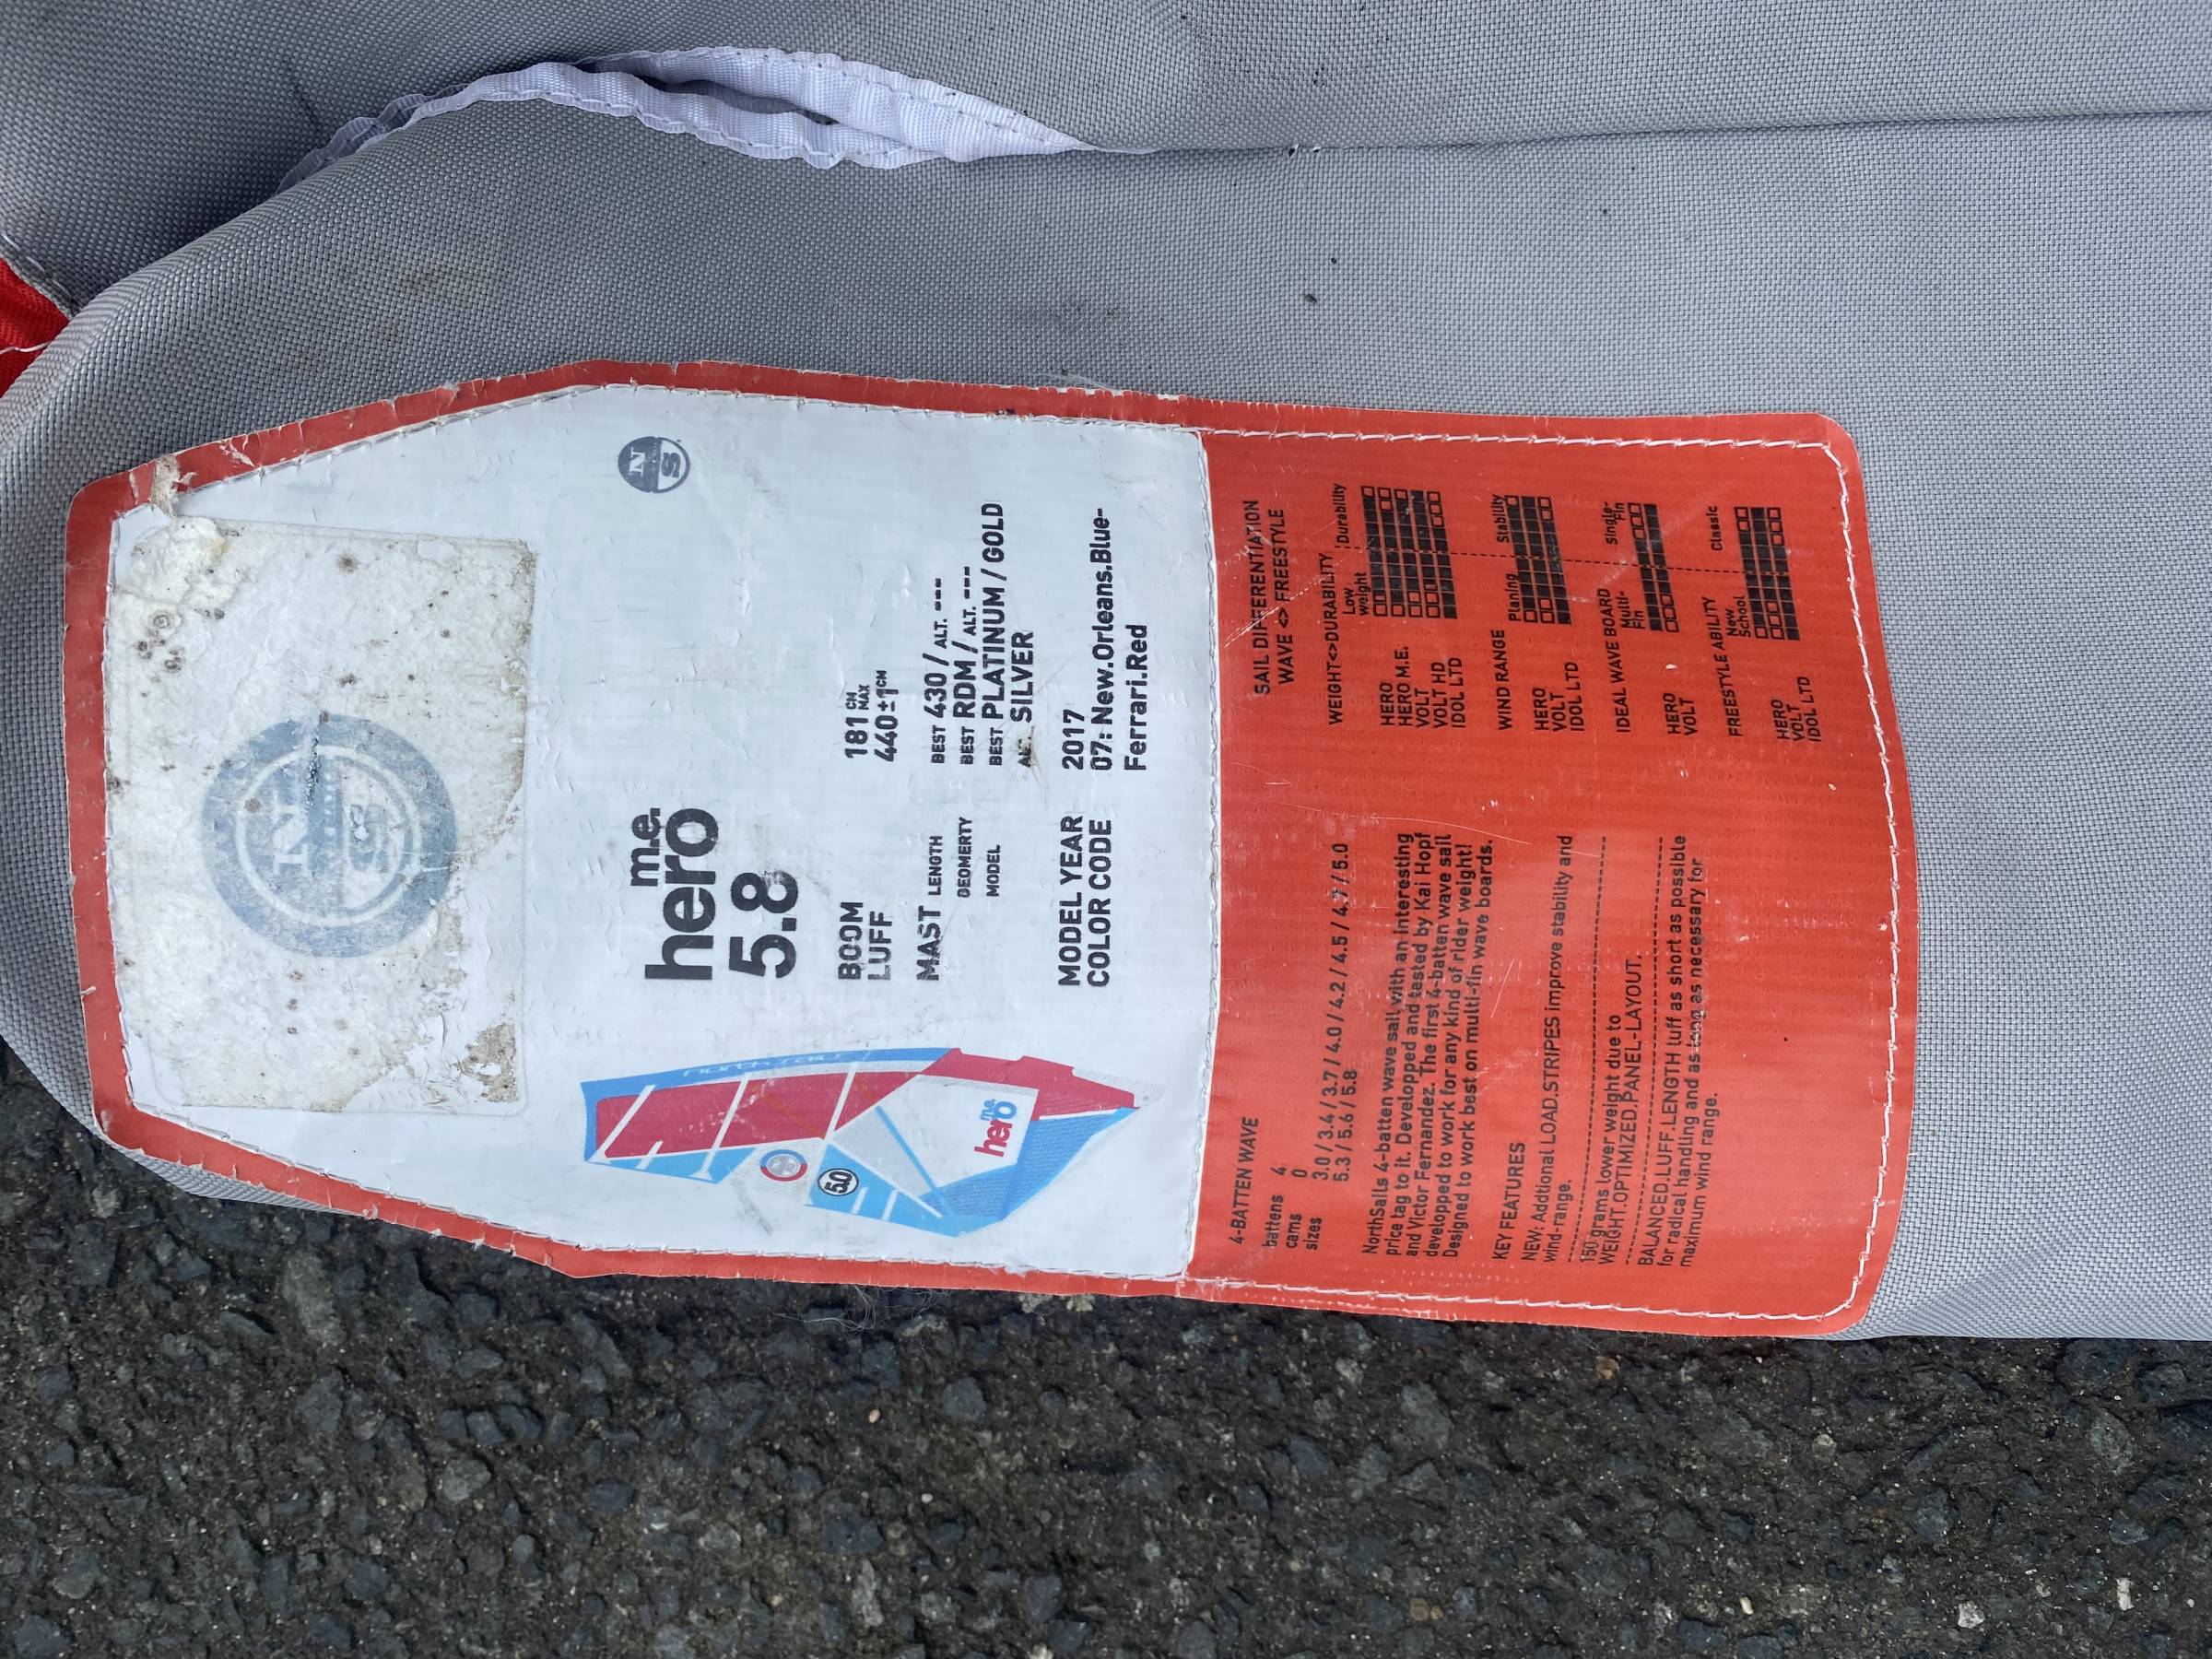 N
S
N
S
m.e.
hero
5.8
BOOM 181 CM MAX
LUFF 440±1CM
MAST LENGTH BEST 430 / ALT. ---
GEOMERTY BEST RDM / ALT. ---
MODEL BEST PLATINUM / GOLD
SILVER
MODEL YEAR 2017
COLOR CODE 07: New.Orleans.Blue-
Ferrari.Red
hero m.e.
5.0
4-BATTEN WAVE
battens 4
cams 0
sizes 3.0 / 3.4 / 3.7 / 4.0 / 4.2 / 4.5 / 4.7 / 5.0
5.3 / 5.6 / 5.8
NorthSails 4-batten wave sail with an interesting
price tag to it. Developped and tested by Kai Hopf
and Victor Fernandez. The first 4-batten wave sail
developped to work for any kind of rider weight!
Designed to work best on multi-fin wave boards.
KEY FEATURES
NEW: Addtional LOAD.STRIPES improve stability and
wind-range.
150 grams lower weight due to
WEIGHT.OPTIMIZED.PANEL-LAYOUT.
BALANCED.LUFF.LENGTH luff as short as possible
for radical handling and as long as necessary for
maximum wind range.
SAIL DIFFERENTIATION
WAVE <> FREESTYLE
WEIGHT<>DURABILITY
Low weight Durability
HERO
HERO M.E.
VOLT
VOLT HD
IDOL LTD
WIND RANGE
Planing Stability
HERO
VOLT
IDOL LTD
IDEAL WAVE BOARD
Multi-Fin Single-Fin
HERO
VOLT
FREESTYLE ABILITY
New School Classic
HERO
VOLT
IDOL LTD